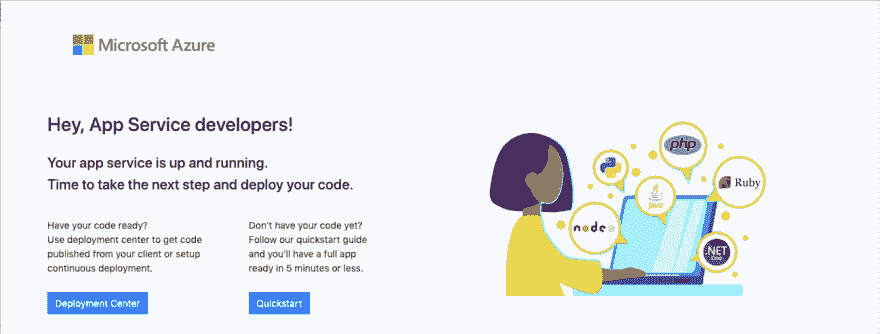 Microsoft Azure
Hey, App Service developers!
Your app service is up and running.
Time to take the next step and deploy your code.
Have your code ready?
Use deployment center to get code
published from your client or setup
continuous deployment.
Deployment Center
Don't have your code yet?
Follow our quickstart guide
and you'll have a full app
ready in 5 minutes or less.
Quickstart
php
Ruby
Java
node
.NET
Core